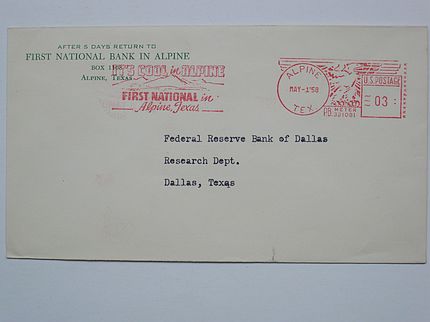 AFTER 5 DAYS RETURN TO
FIRST NATIONAL BANK IN ALPINE
BOX 1168
ALPINE, TEXAS
IT'S COOL in ALPINE
FIRST NATIONAL in
Alpine, Texas
ALPINE
MAY-1'58
TEX.
U.S. POSTAGE
03
P.B. METER
331081
Federal Reserve Bank of Dallas
Research Dept.
Dallas, Texas